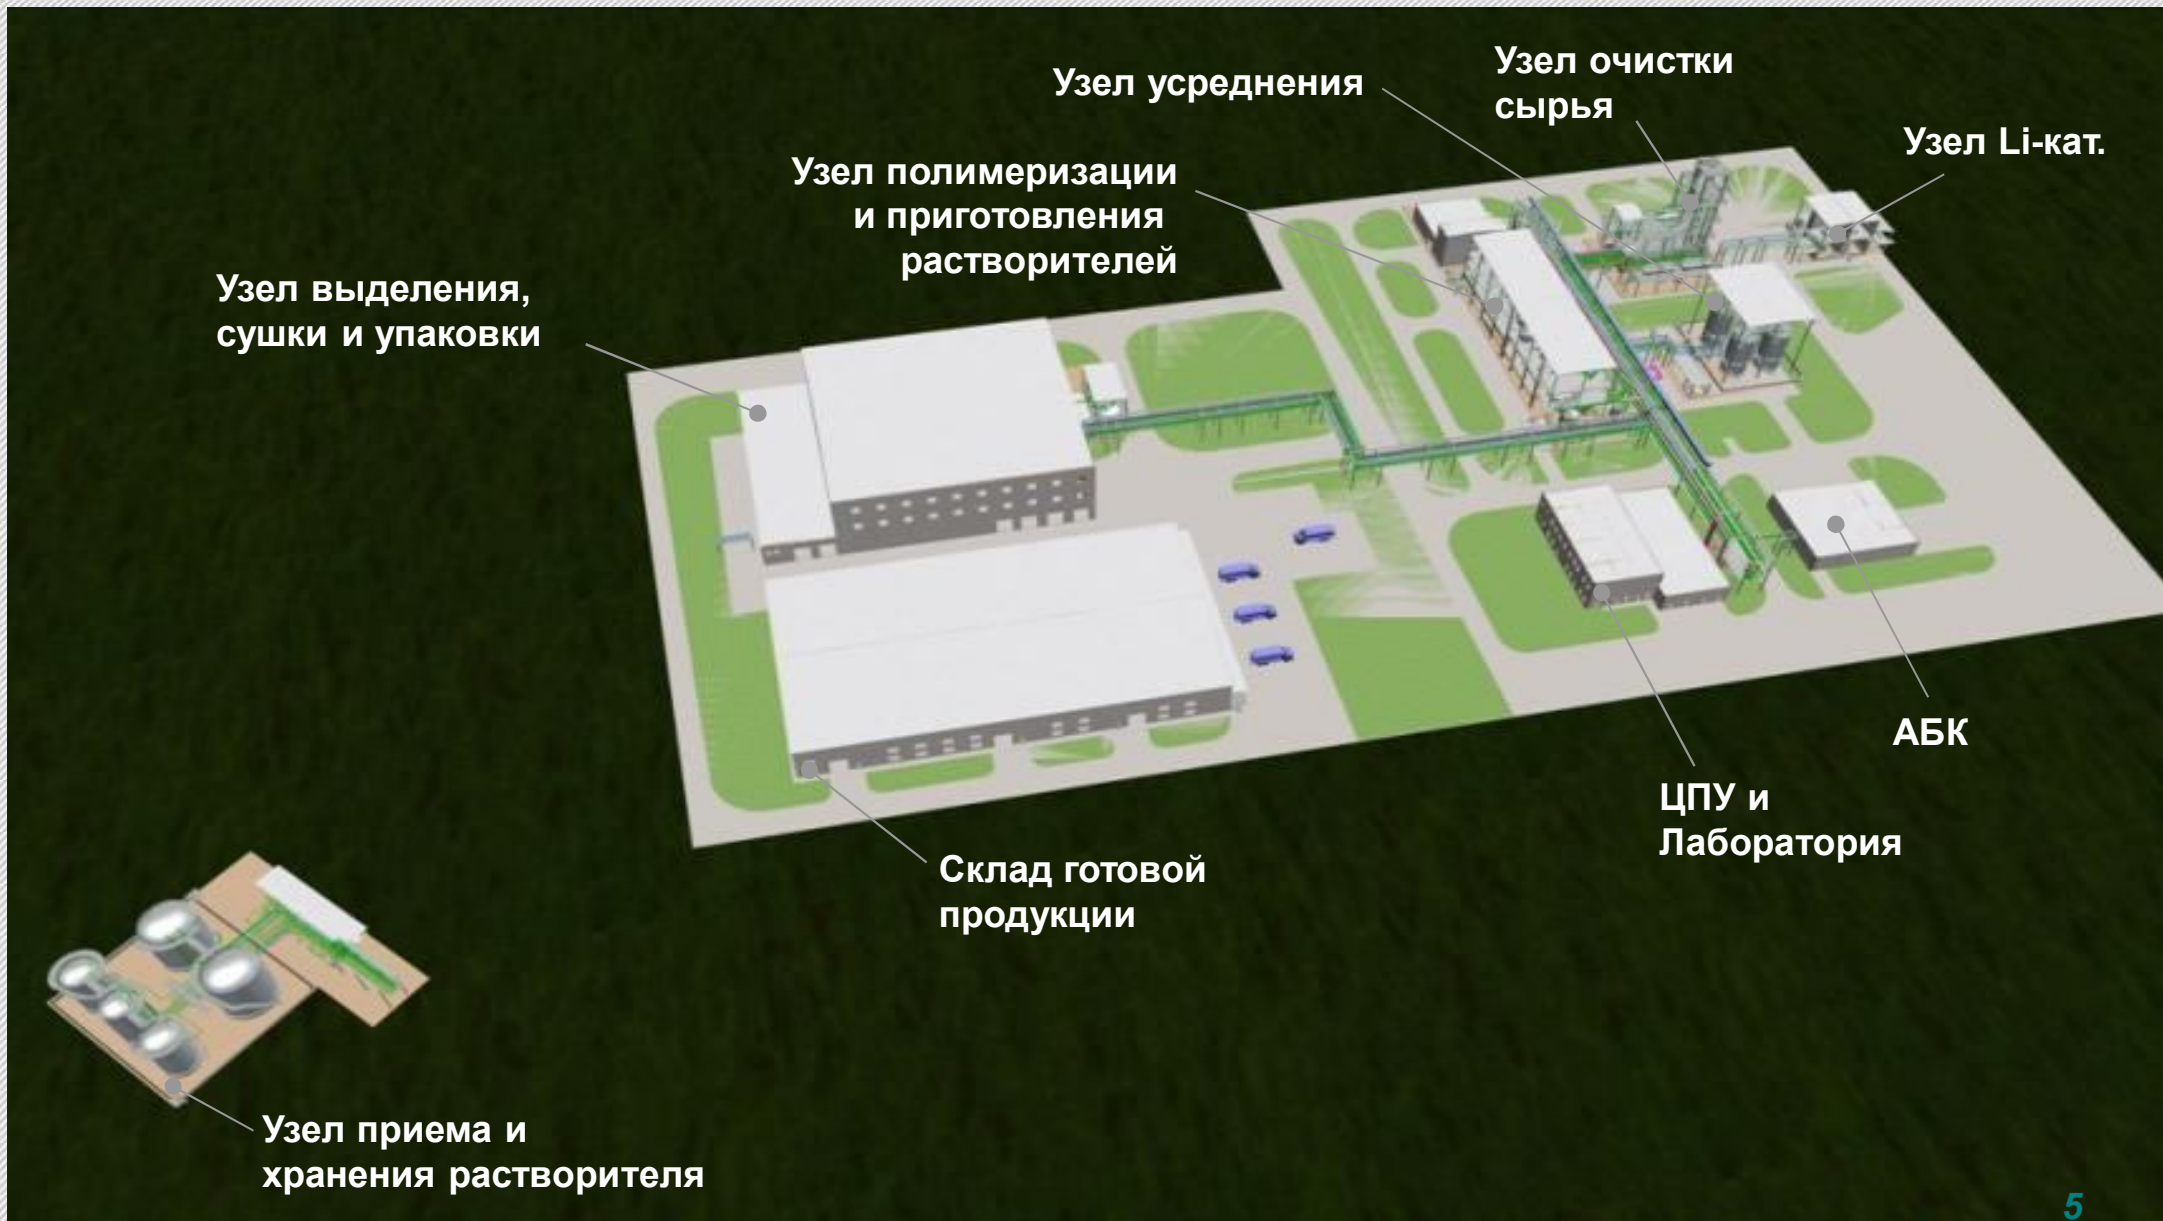 Узел очистки
сырья
Узел усреднения
Узел Li-кат.
Узел полимеризации
и приготовления
растворителей
Узел выделения,
сушки и упаковки
АБК
ЦПУ и
Лаборатория
Склад готовой
продукции
Узел приема и
хранения растворителя
5